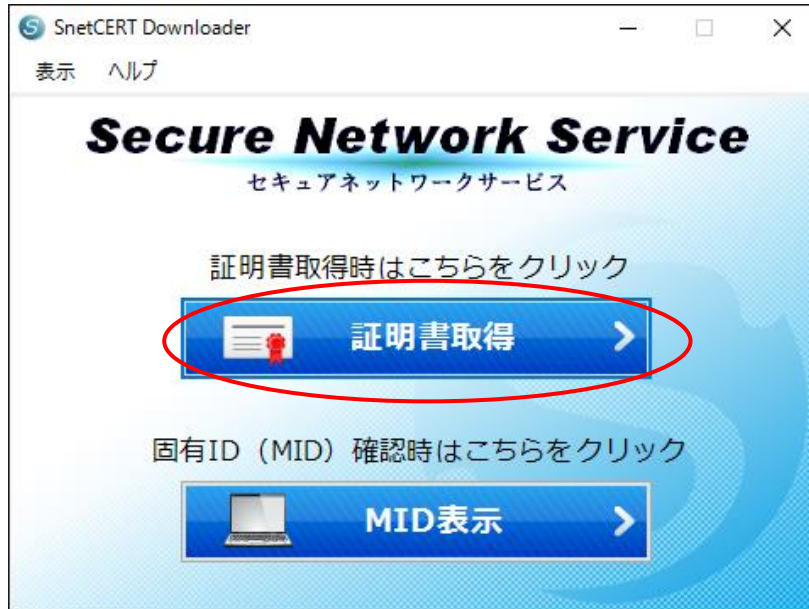 SnetCERT Downloader
表示 ヘルプ
Secure Network Service
セキュアネットワークサービス
証明書取得時はこちらをクリック
証明書取得
固有ID（MID）確認時はこちらをクリック
MID表示